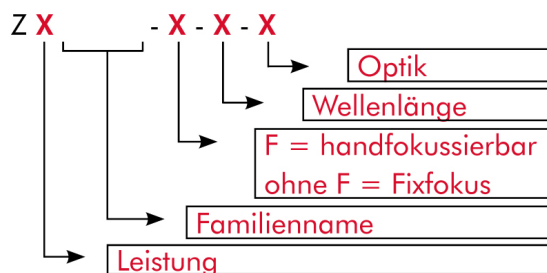 Z X - X - X - X
Optik
Wellenlänge
F = handfokussierbar
ohne F = Fixfokus
Familienname
Leistung